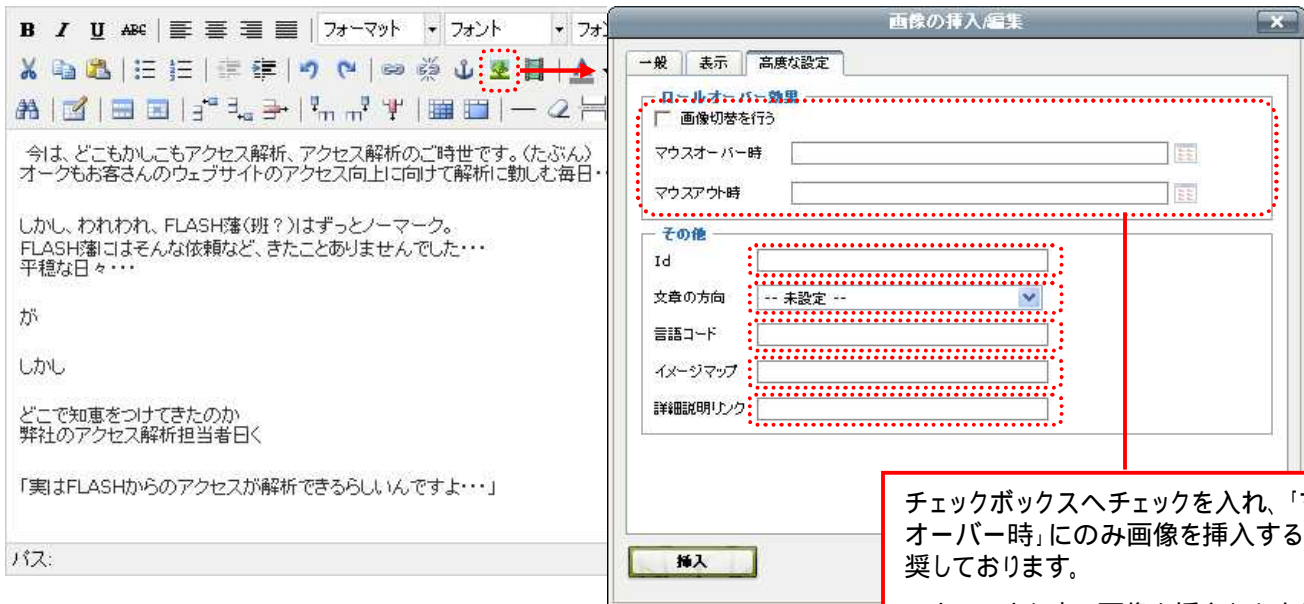 B I U ABC フォーマット フォント
今は、どこもかしこもアクセス解析、アクセス解析のご時世です。(たぶん)
オークもお客さんのウェブサイトのアクセス向上に向けて解析に勤しむ毎日・
しかし、われわれ、FLASH藩(班?)はずっとノーマーク。
FLASH藩にはそんな依頼など、きたことありませんでした・・・
平穏な日々・・・
が
しかし
どこで知恵をつけてきたのか
弊社のアクセス解析担当者曰く
「実はFLASHからのアクセスが解析できるらしいんですよ・・・」
パス:
画像の挿入/編集
一般 表示 高度な設定
ロールオーバー効果
画像切替を行う
マウスオーバー時
マウスアウト時
その他
Id
文章の方向 -- 未設定 --
言語コード
イメージマップ
詳細説明リンク
挿入
チェックボックスへチェックを入れ、「
オーバー時」にのみ画像を挿入する
奨しております。